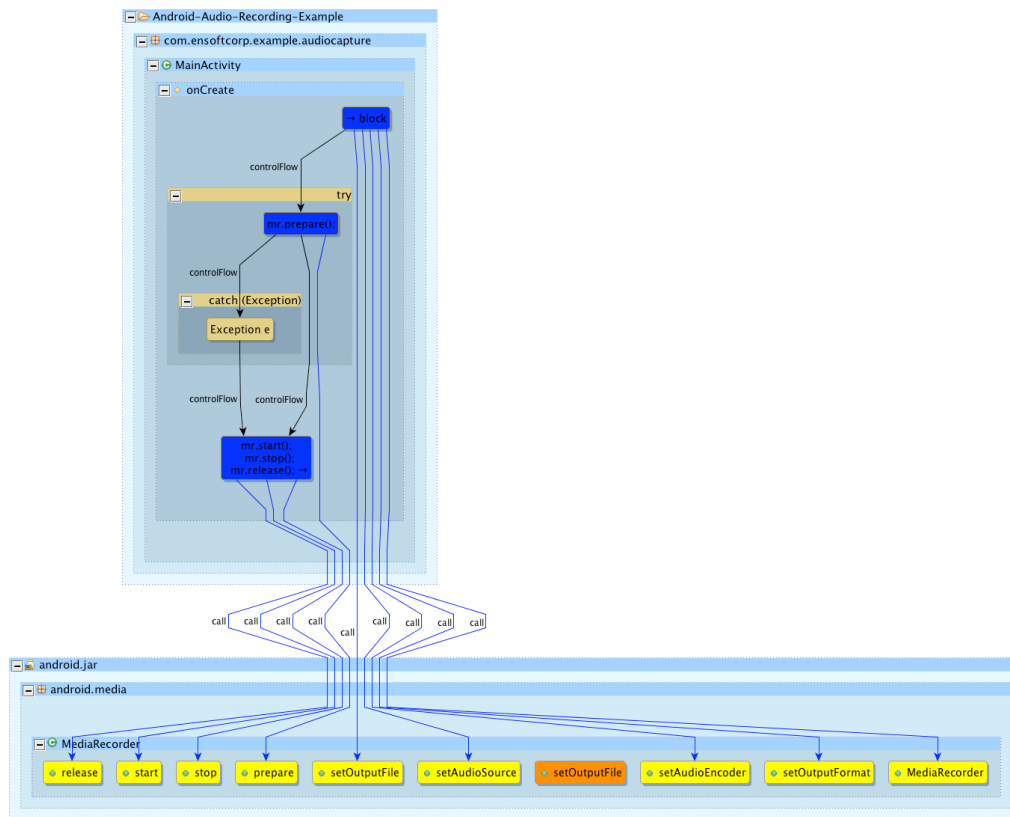 Android-Audio-Recording-Example
com.ensoftcorp.example.audiocapture
MainActivity
onCreate
→ block
controlFlow
try
mr.prepare();
controlFlow
catch (Exception)
Exception e
controlFlow controlFlow
mr.start();
mr.stop();
mr.release(); →
call call call call call call call call call
android.jar
android.media
MediaRecorder
release start stop prepare setOutputFile setAudioSource setOutputFile setAudioEncoder setOutputFormat MediaRecorder